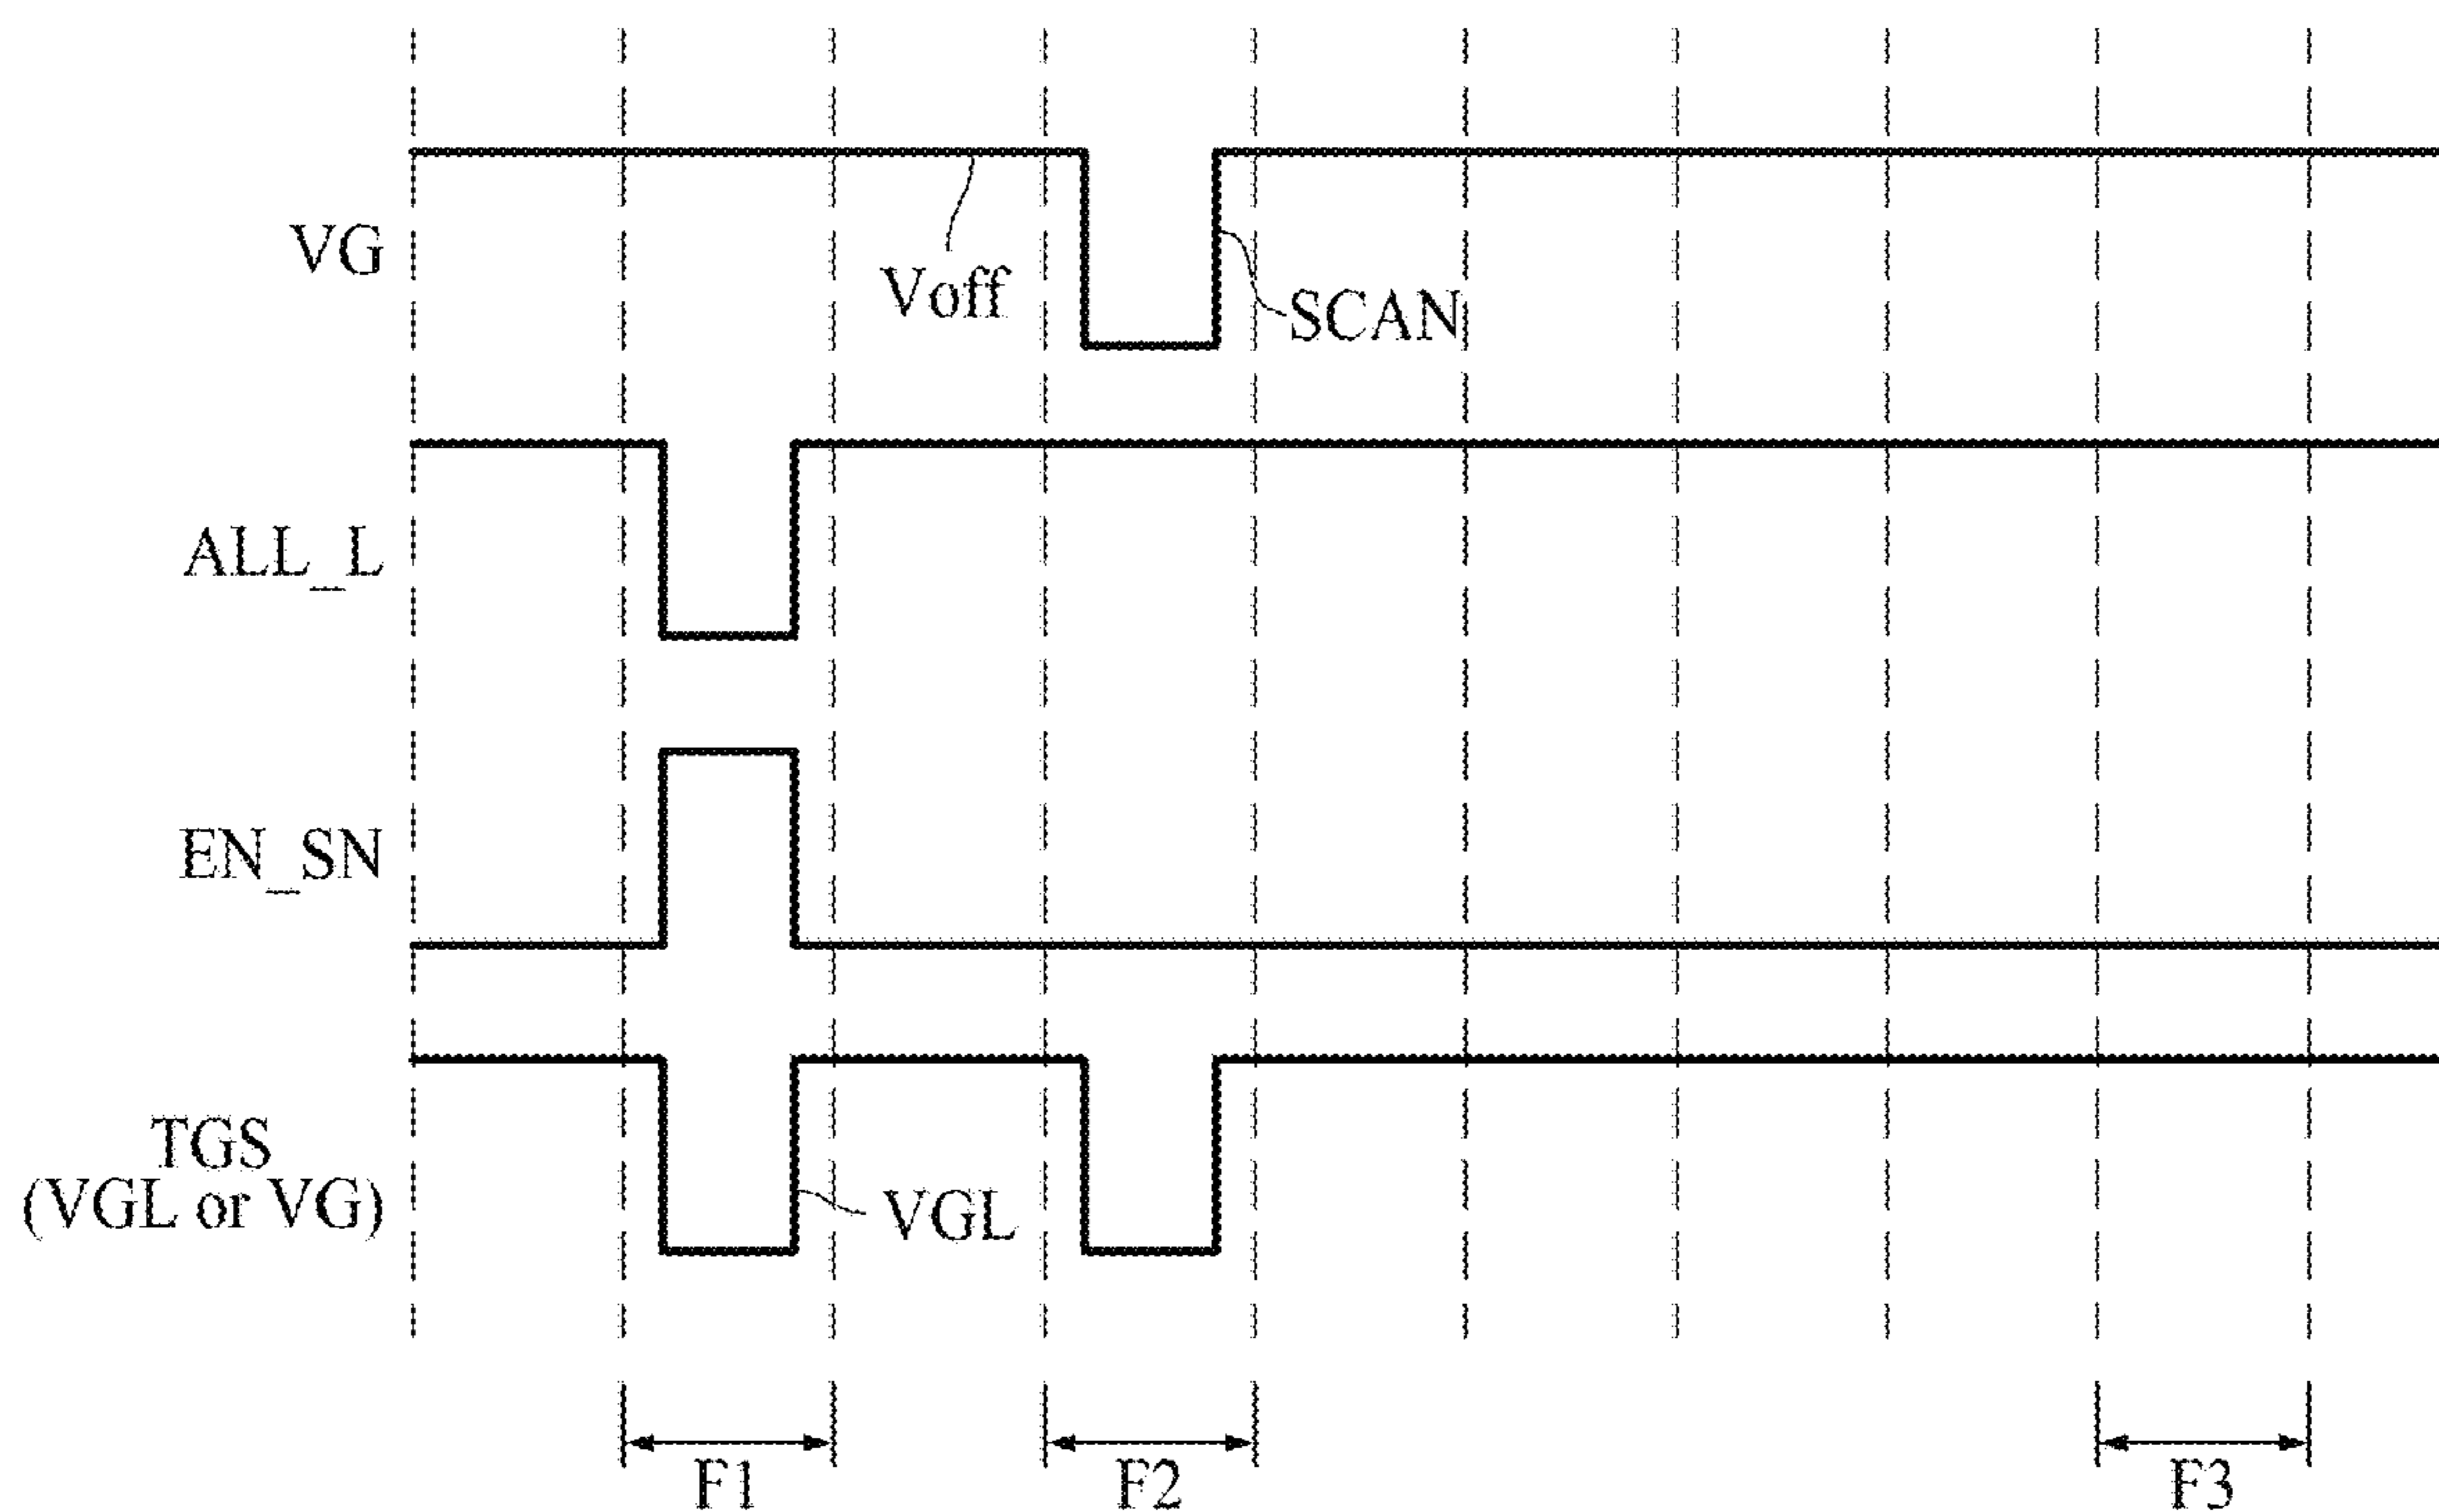 VG
Voff
SCAN
ALL_L
EN_SN
TGS
(VGL or VG)
VGL
F1
F2
F3